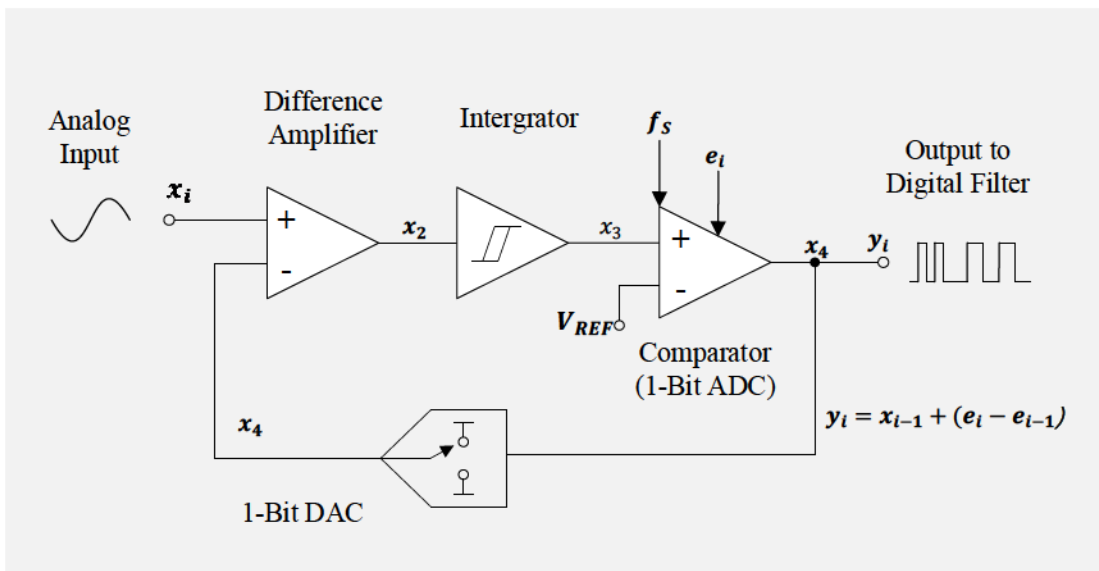 Analog
Input
Difference
Amplifier
Intergrator
Output to
Digital Filter
f_S
e_i
x_i
+
-
x_2
x_3
+
-
x_4
y_i
V_REF
Comparator
(1-Bit ADC)
x_4
y_i = x_{i-1} + (e_i − e_{i-1})
1-Bit DAC